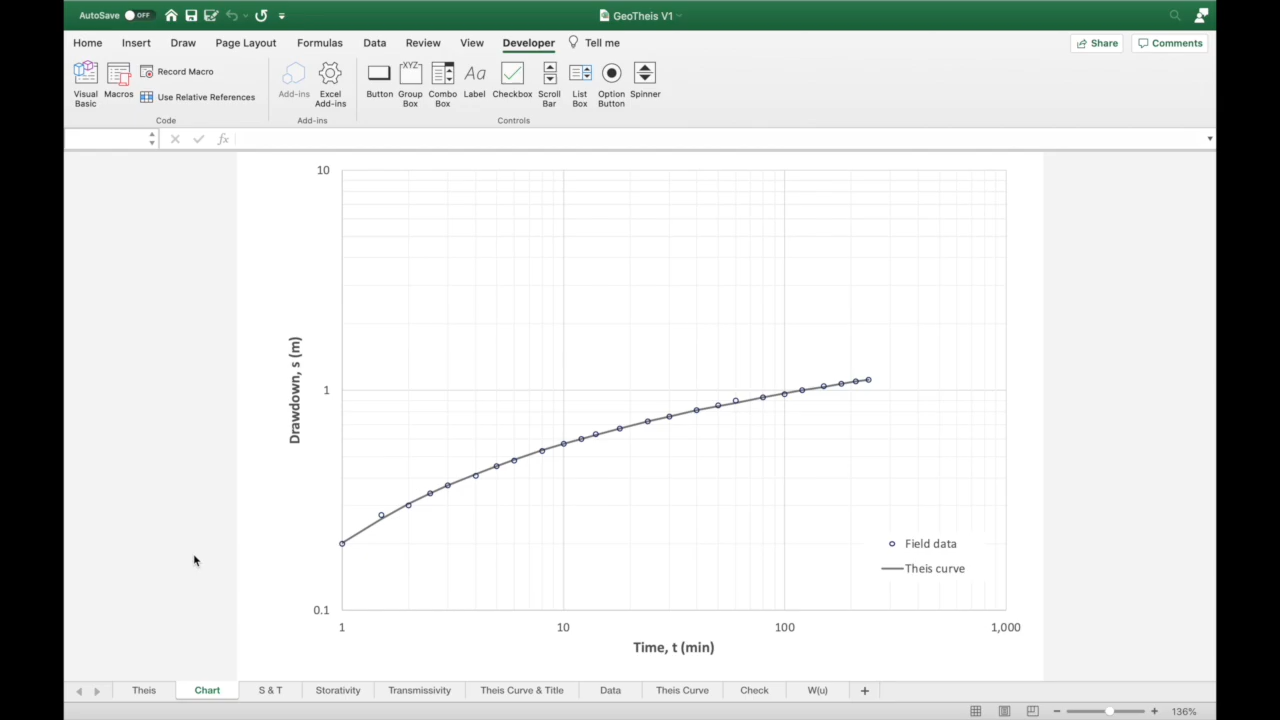 AutoSave OFF GeoTheis V1
Home Insert Draw Page Layout Formulas Data Review View Developer Tell me Share Comments
Visual Basic Macros Record Macro Use Relative References Add-ins Excel Add-ins Button XYZ Group Box Combo Box Aa Label Checkbox Scroll Bar List Box Option Button Spinner
Code Add-ins Controls
fx
10
1
0.1
Drawdown, s (m)
Field data
Theis curve
1 10 100 1,000
Time, t (min)
Theis Chart S & T Storativity Transmissivity Theis Curve & Title Data Theis Curve Check W(u) +
136%